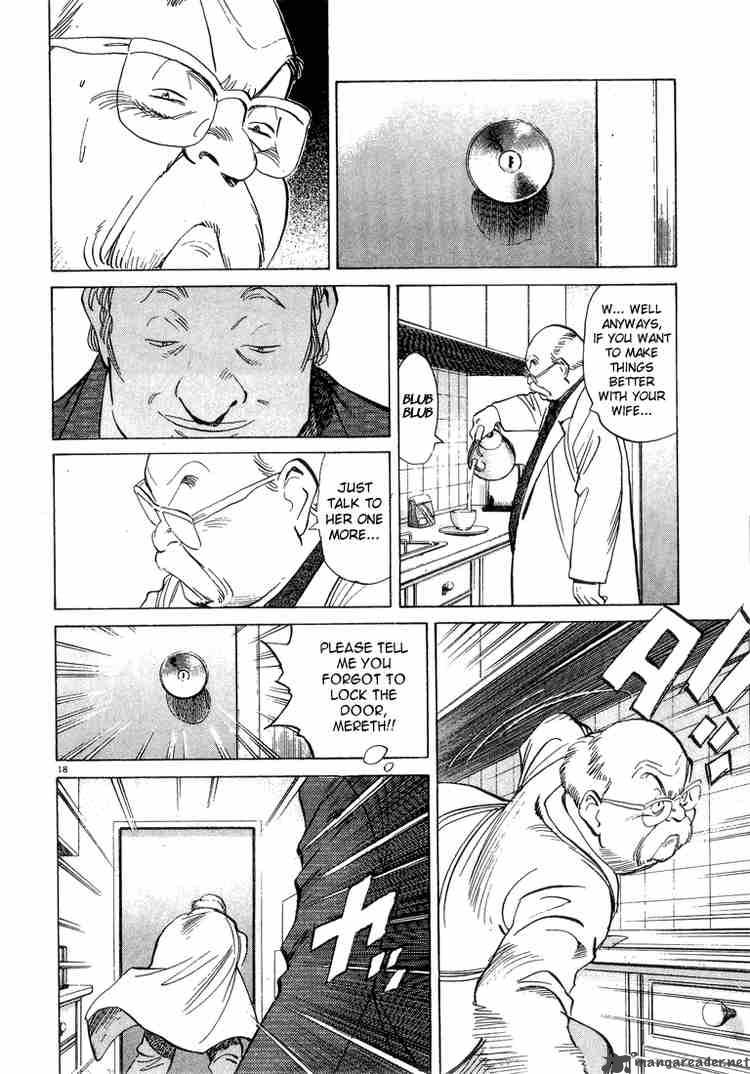 W... WELL
ANYWAYS,
IF YOU WANT
TO MAKE
THINGS
BETTER
WITH YOUR
WIFE...
BLUB
BLUB
JUST
TALK TO
HER ONE
MORE...
PLEASE TELL
ME YOU
FORGOT TO
LOCK THE
DOOR,
MERETH!!
18
mangareader.net